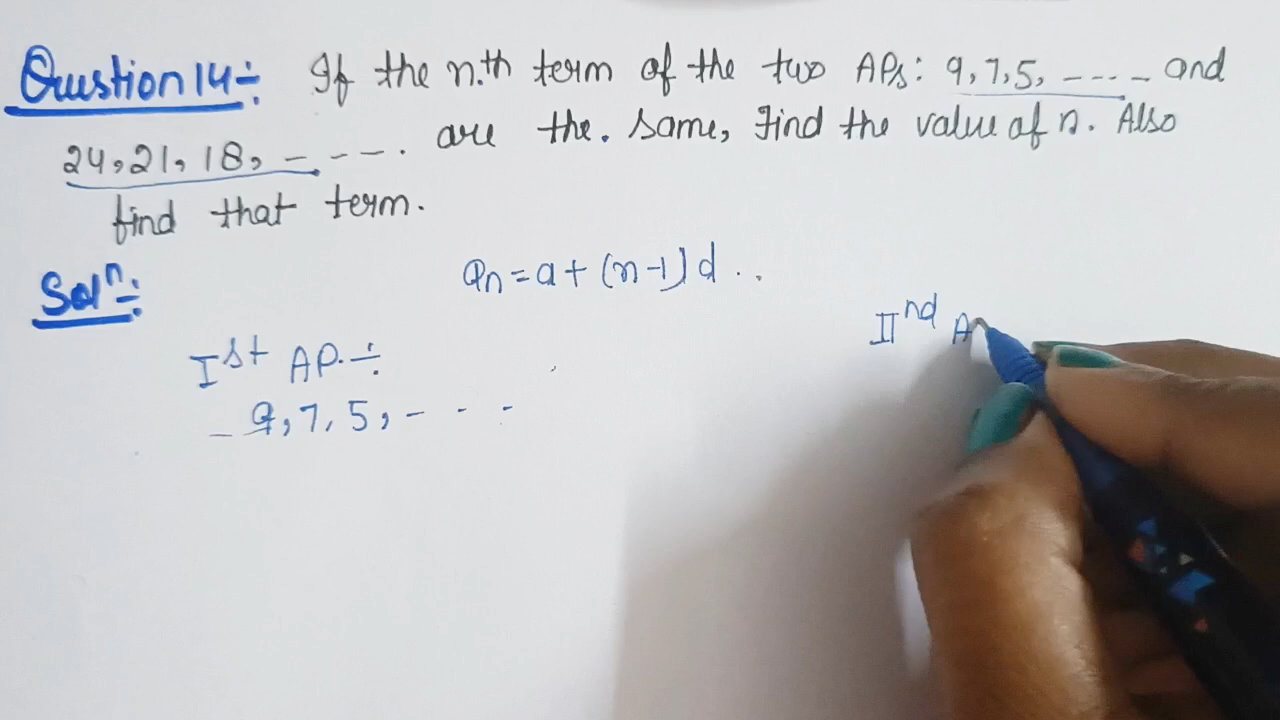 Question 14÷ If the n.th term of the two APs: 9,7,5, ---- and
24,21,18, ----. are the. same, find the value of n. Also
find that term.
Solⁿ÷
an = a + (n-1) d ..
Iˢᵗ AP.÷
IIⁿᵈ A
9,7,5, - - -